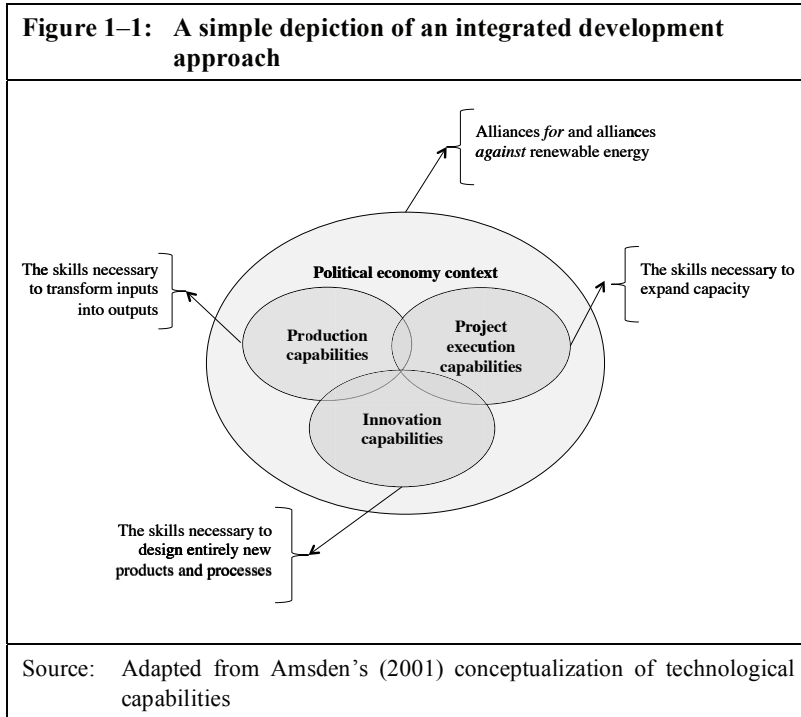 Figure 1–1: A simple depiction of an integrated development
approach
Alliances for and alliances
against renewable energy
The skills necessary
to transform inputs
into outputs
Political economy context
The skills necessary to
expand capacity
Production
capabilities
Project
execution
capabilities
Innovation
capabilities
The skills necessary to
design entirely new
products and processes
Source: Adapted from Amsden’s (2001) conceptualization of technological
capabilities